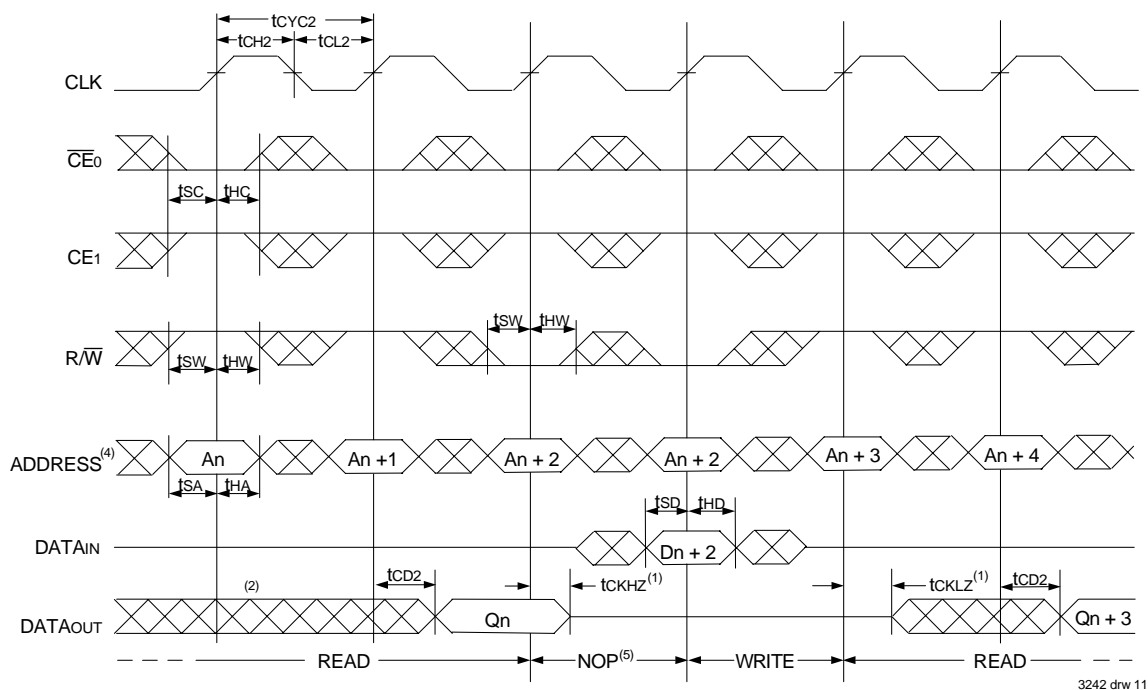 tCYC2
tCH2 tCL2
CLK
CE0
tSC tHC
CE1
tSW tHW
R/W
tSW tHW
ADDRESS(4) An An +1 An + 2 An + 2 An + 3 An + 4
tSA tHA
tSD tHD
DATAIN Dn + 2
tCD2 tCKHZ(1) tCKLZ(1) tCD2
(2)
DATAOUT Qn Qn + 3
READ NOP(5) WRITE READ
3242 drw 11